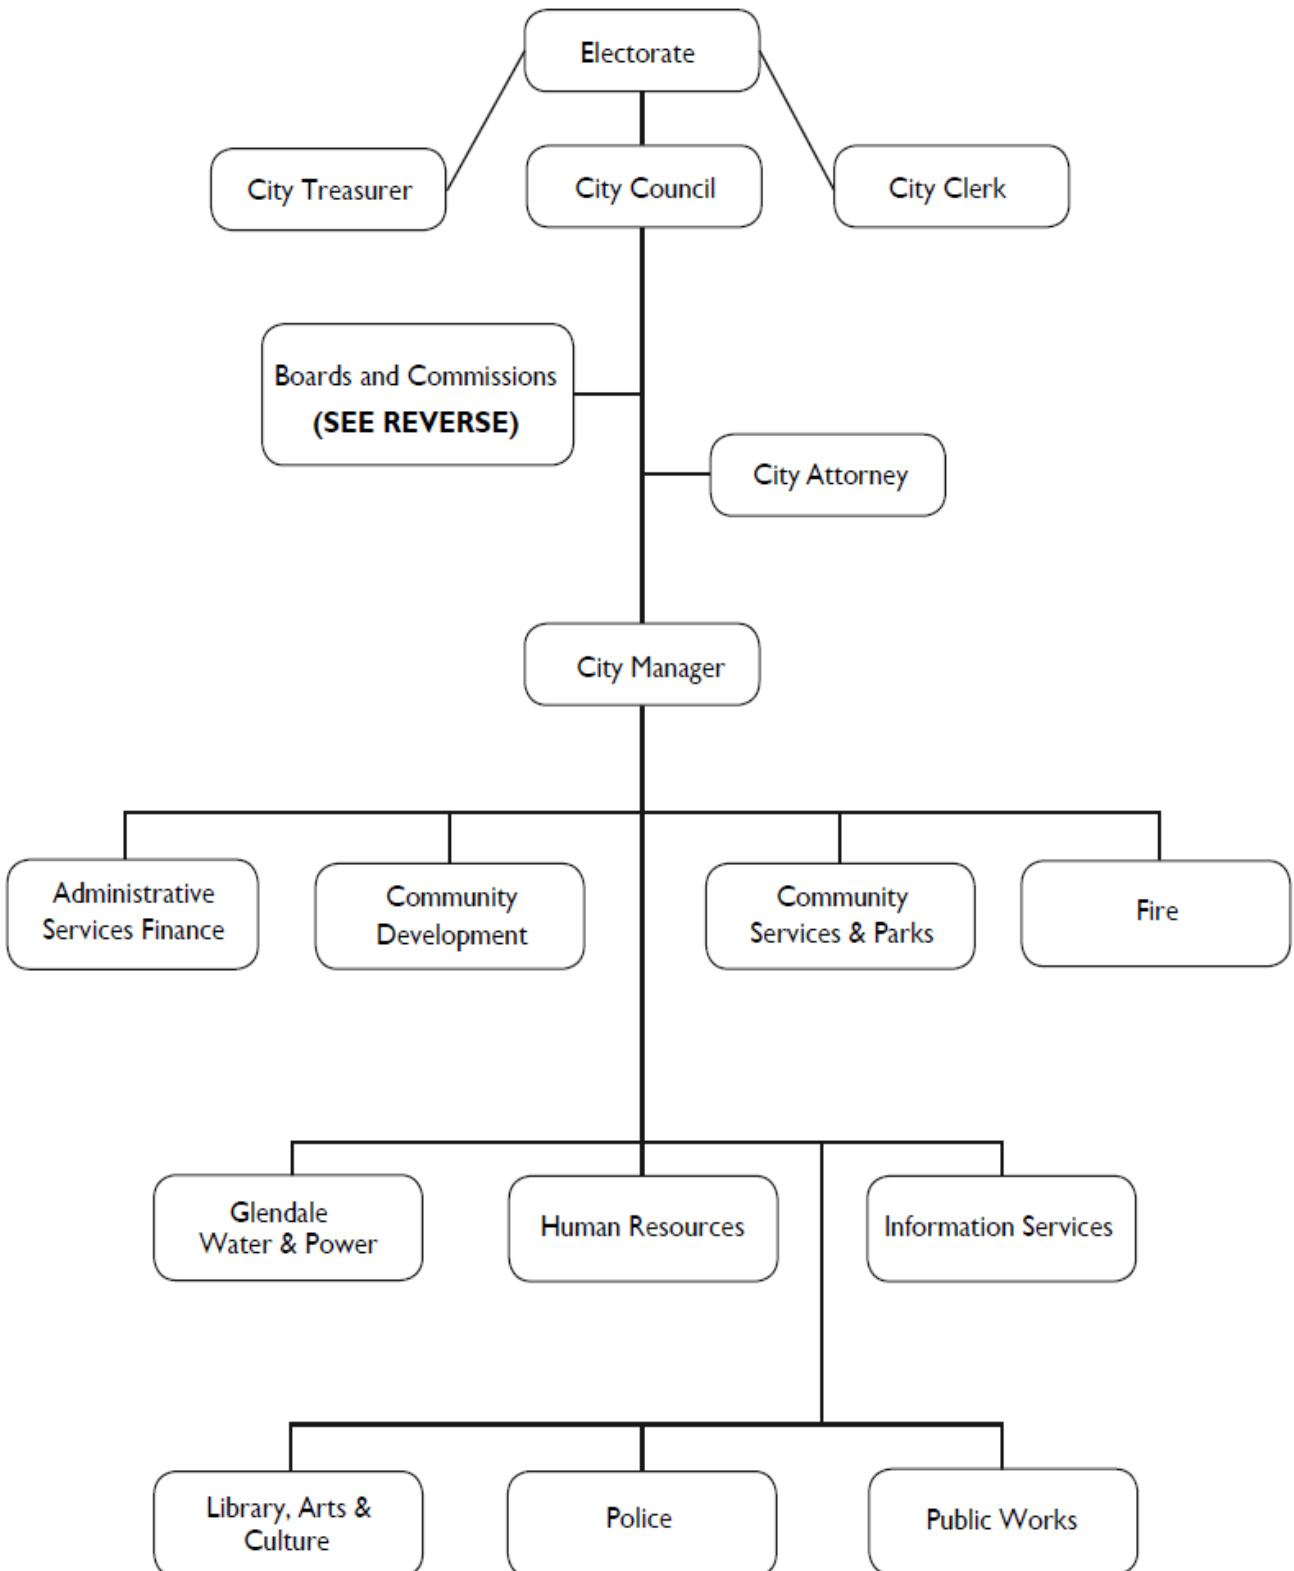 Electorate
City Treasurer
City Council
City Clerk
Boards and Commissions
(SEE REVERSE)
City Attorney
City Manager
Administrative
Services Finance
Community
Development
Community
Services & Parks
Fire
Glendale
Water & Power
Human Resources
Information Services
Library, Arts &
Culture
Police
Public Works